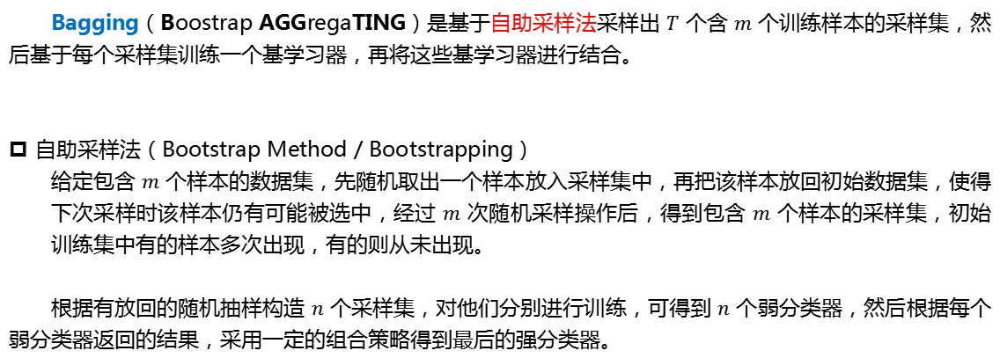 Bagging（Boostrap AGGregaTING）是基于自助采样法采样出 T 个含 m 个训练样本的采样集，然
后基于每个采样集训练一个基学习器，再将这些基学习器进行结合。
自助采样法（Bootstrap Method / Bootstrapping）
给定包含 m 个样本的数据集，先随机取出一个样本放入采样集中，再把该样本放回初始数据集，使得
下次采样时该样本仍有可能被选中，经过 m 次随机采样操作后，得到包含 m 个样本的采样集，初始
训练集中有的样本多次出现，有的则从未出现。
根据有放回的随机抽样构造 n 个采样集，对他们分别进行训练，可得到 n 个弱分类器，然后根据每个
弱分类器返回的结果，采用一定的组合策略得到最后的强分类器。